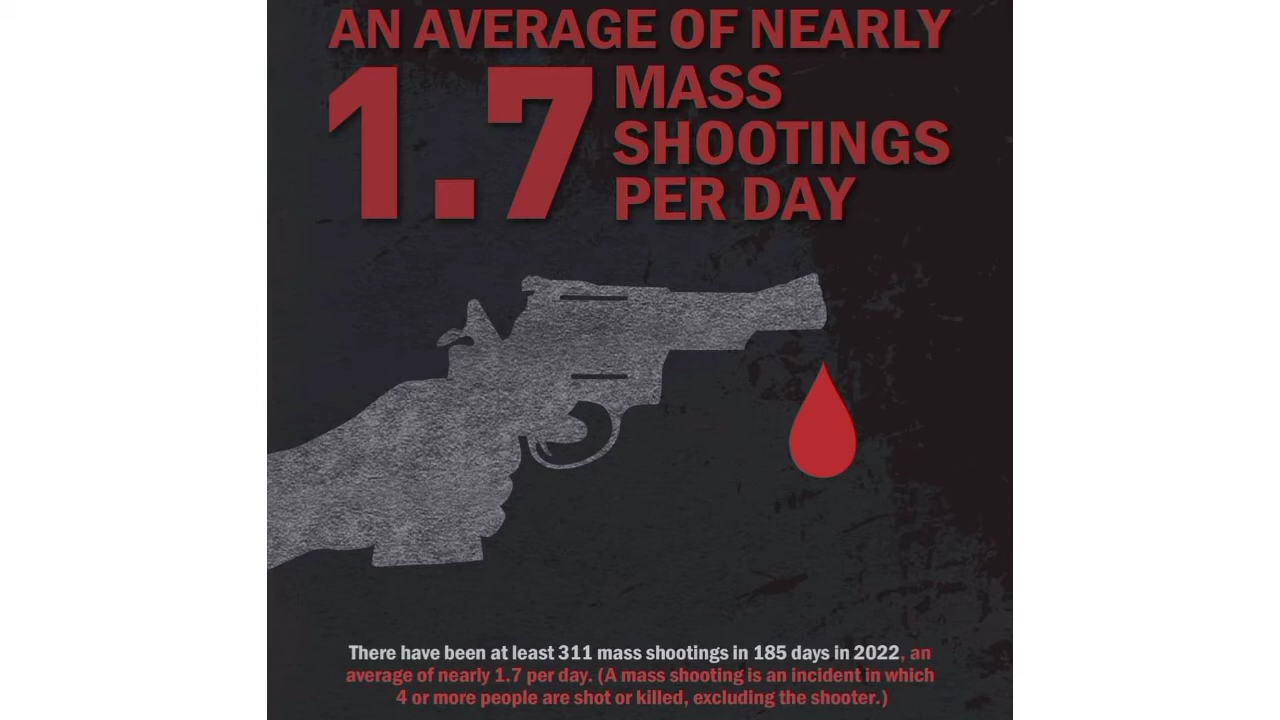 AN AVERAGE OF NEARLY
1.7 MASS
SHOOTINGS
PER DAY
There have been at least 311 mass shootings in 185 days in 2022, an
average of nearly 1.7 per day. (A mass shooting is an incident in which
4 or more people are shot or killed, excluding the shooter.)